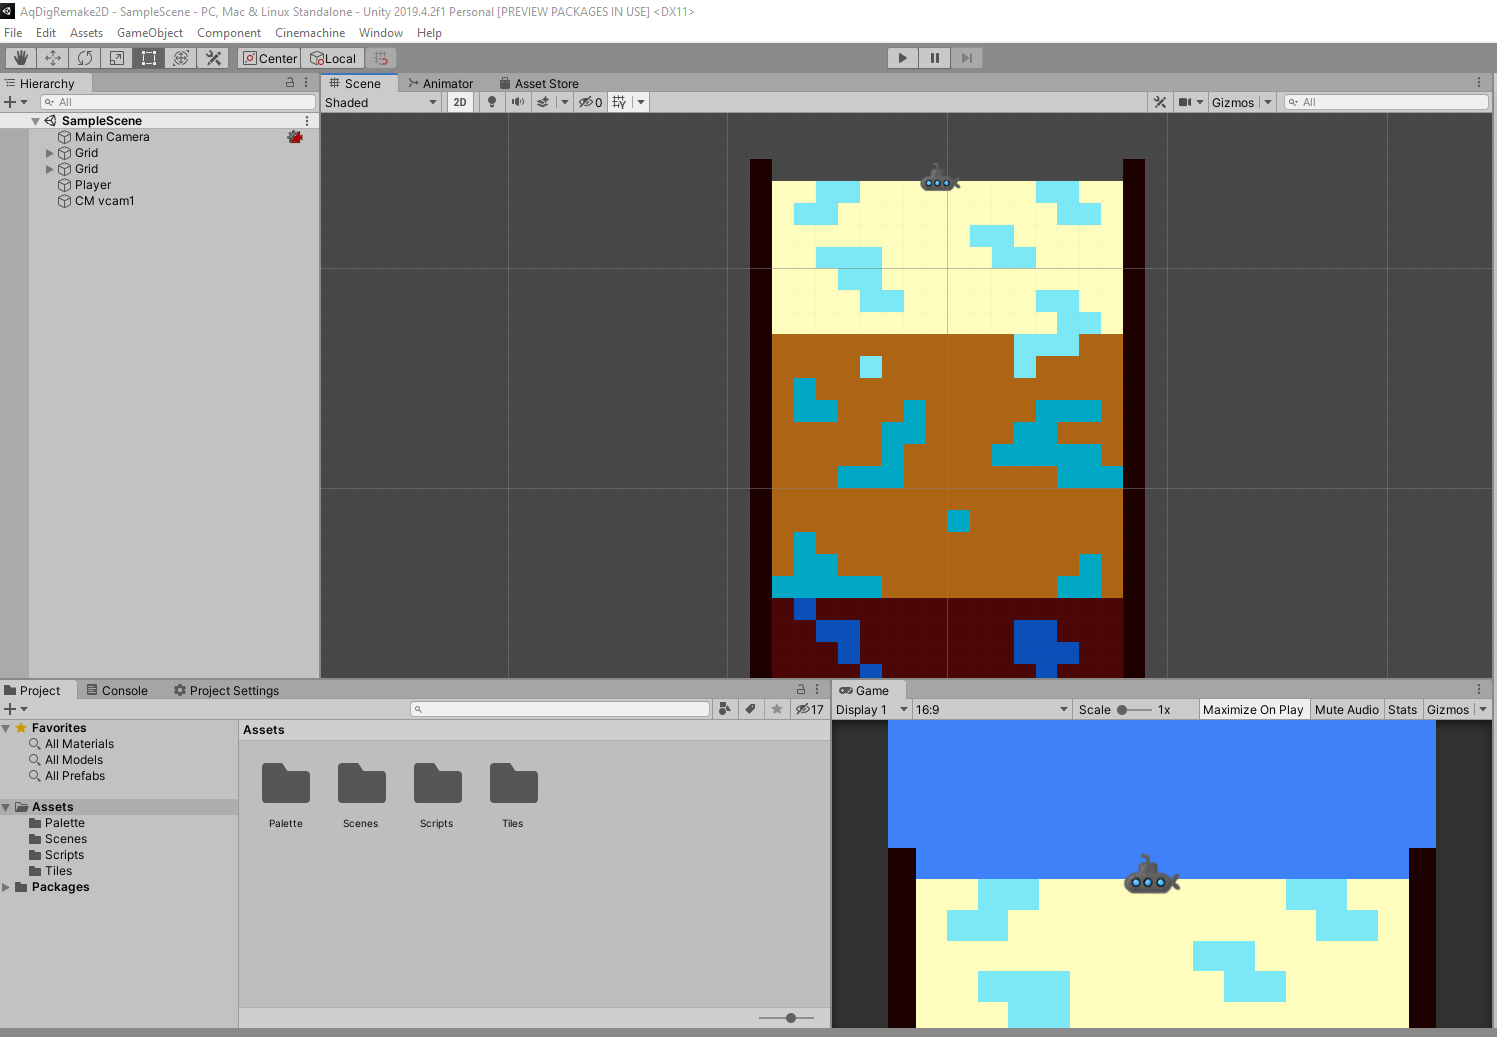 AqDigRemake2D - SampleScene - PC, Mac & Linux Standalone - Unity 2019.4.2f1 Personal [PREVIEW PACKAGES IN USE] <DX11>
File Edit Assets GameObject Component Cinemachine Window Help
Center Local
Hierarchy
All
SampleScene
Main Camera
Grid
Grid
Player
CM vcam1
Scene Animator Asset Store
Shaded 2D 0 Gizmos All
Project Console Project Settings
17
Favorites
All Materials
All Models
All Prefabs
Assets
Palette
Scenes
Scripts
Tiles
Packages
Assets
Palette Scenes Scripts Tiles
Game
Display 1 16:9 Scale 1x Maximize On Play Mute Audio Stats Gizmos